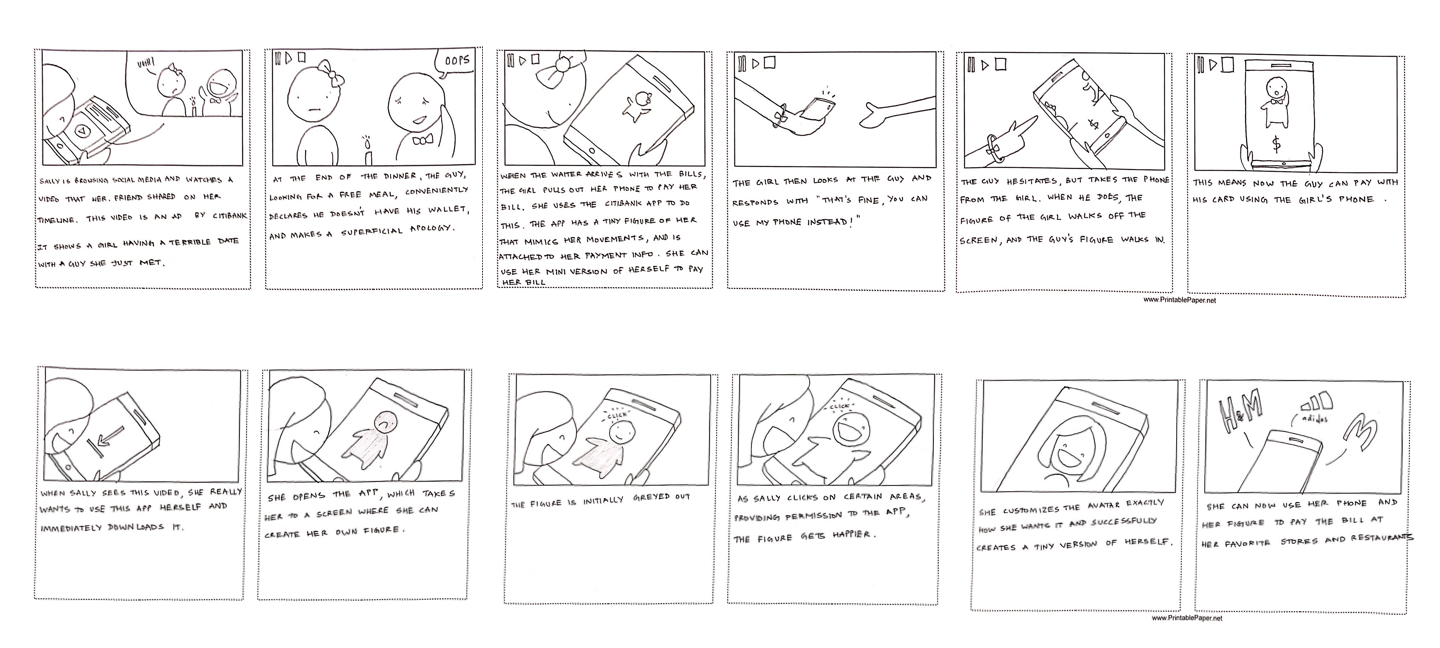 UGH!
SALLY IS BROWSING SOCIAL MEDIA AND WATCHES A
VIDEO THAT HER FRIEND SHARED ON HER
TIMELINE. THIS VIDEO IS AN AD BY CITIBANK
IT SHOWS A GIRL HAVING A TERRIBLE DATE
WITH A GUY SHE JUST MET.
OOPS
AT THE END OF THE DINNER, THE GUY,
LOOKING FOR A FREE MEAL, CONVENIENTLY
DECLARES HE DOESN'T HAVE HIS WALLET,
AND MAKES A SUPERFICIAL APOLOGY.
WHEN THE WAITER ARRIVES WITH THE BILLS,
THE GIRL PULLS OUT HER PHONE TO PAY HER
BILL. SHE USES THE CITIBANK APP TO DO
THIS. THE APP HAS A TINY FIGURE OF HER
THAT MIMICS HER MOVEMENTS, AND IS
ATTACHED TO HER PAYMENT INFO. SHE CAN
USE HER MINI VERSION OF HERSELF TO PAY
HER BILL
THE GIRL THEN LOOKS AT THE GUY AND
RESPONDS WITH "THAT'S FINE, YOU CAN
USE MY PHONE INSTEAD!"
$
THE GUY HESITATES, BUT TAKES THE PHONE
FROM THE GIRL. WHEN HE DOES, THE
FIGURE OF THE GIRL WALKS OFF THE
SCREEN, AND THE GUY'S FIGURE WALKS IN.
$
THIS MEANS NOW THE GUY CAN PAY WITH
HIS CARD USING THE GIRL'S PHONE.
www.PrintablePaper.net
WHEN SALLY SEES THIS VIDEO, SHE REALLY
WANTS TO USE THIS APP HERSELF AND
IMMEDIATELY DOWNLOADS IT.
SHE OPENS THE APP, WHICH TAKES
HER TO A SCREEN WHERE SHE CAN
CREATE HER OWN FIGURE.
CLICK
THE FIGURE IS INITIALLY GREYED OUT
CLICK
AS SALLY CLICKS ON CERTAIN AREAS,
PROVIDING PERMISSION TO THE APP,
THE FIGURE GETS HAPPIER.
SHE CUSTOMIZES THE AVATAR EXACTLY
HOW SHE WANTS IT AND SUCCESSFULLY
CREATES A TINY VERSION OF HERSELF.
H&M
adidas
M
SHE CAN NOW USE HER PHONE AND
HER FIGURE TO PAY THE BILL AT
HER FAVORITE STORES AND RESTAURANTS
www.PrintablePaper.net